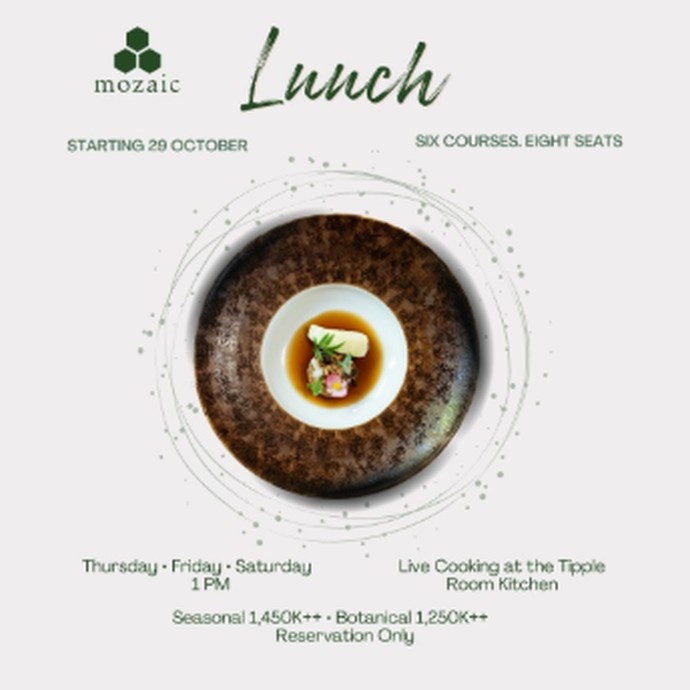 mozaic
Lunch
STARTING 29 OCTOBER
SIX COURSES. EIGHT SEATS
Thursday • Friday • Saturday
1 PM
Live Cooking at the Tipple
Room Kitchen
Seasonal 1,450K++ • Botanical 1,250K++
Reservation Only